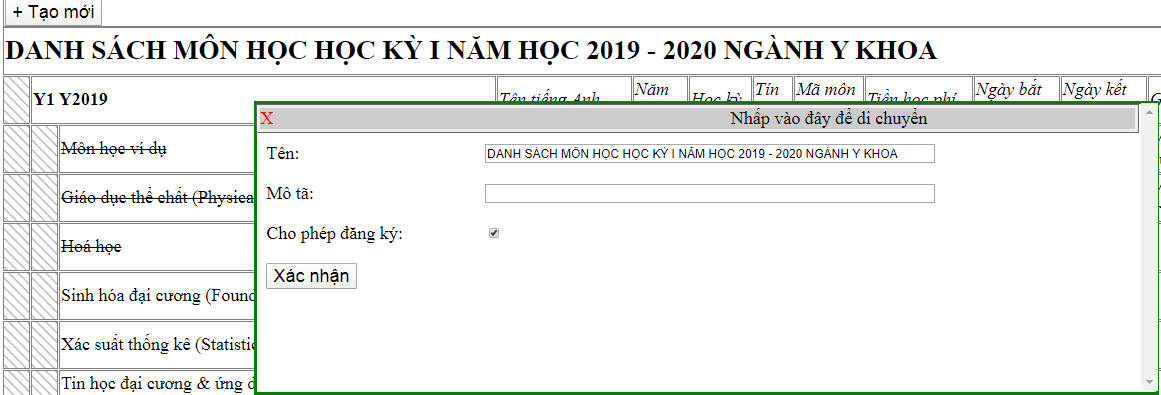 + Tạo mới
DANH SÁCH MÔN HỌC HỌC KỲ I NĂM HỌC 2019 - 2020 NGÀNH Y KHOA
Y1 Y2019
Tên tiếng Anh
Năm
Học kỳ
Tín
Mã môn
Tiền học phí
Ngày bắt
Ngày kết
X
Nhấp vào đây để di chuyển
Môn học ví dụ
Tên:
DANH SÁCH MÔN HỌC HỌC KỲ I NĂM HỌC 2019 - 2020 NGÀNH Y KHOA
Giáo dục thể chất (Physica
Mô tã:
Hoá học
Cho phép đăng ký:
Xác nhận
Sinh hóa đại cương (Found
Xác suất thống kê (Statistic
Tin học đại cương & ứng d